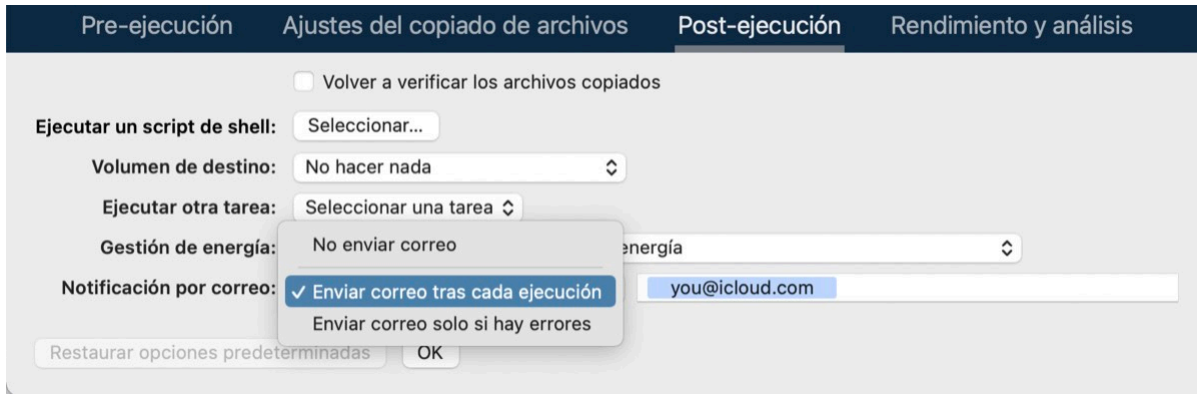 Pre-ejecución Ajustes del copiado de archivos Post-ejecución Rendimiento y análisis
Volver a verificar los archivos copiados
Ejecutar un script de shell: Seleccionar...
Volumen de destino: No hacer nada
Ejecutar otra tarea: Seleccionar una tarea
Gestión de energía: No enviar correo energía
Notificación por correo: ✓ Enviar correo tras cada ejecución you@icloud.com
Enviar correo solo si hay errores
Restaurar opciones predeterminadas OK